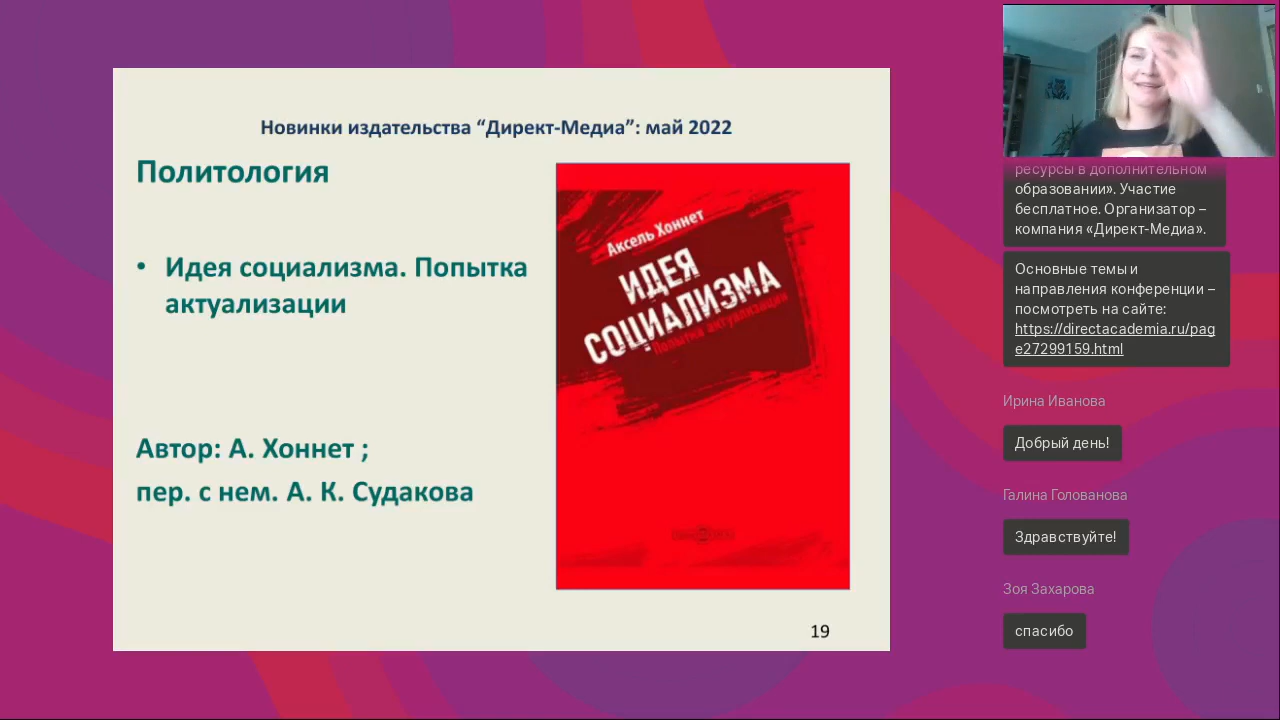 Новинки издательства “Директ-Медиа”: май 2022
Политология
• Идея социализма. Попытка
актуализации
Автор: А. Хоннет ;
пер. с нем. А. К. Судакова
Аксель Хоннет
ИДЕЯ
СОЦИАЛИЗМА
Попытка актуализации
19
ресурсы в дополнительном
образовании». Участие
бесплатное. Организатор –
компания «Директ-Медиа».
Основные темы и
направления конференции –
посмотреть на сайте:
https://directacademia.ru/pag
e27299159.html
Ирина Иванова
Добрый день!
Галина Голованова
Здравствуйте!
Зоя Захарова
спасибо